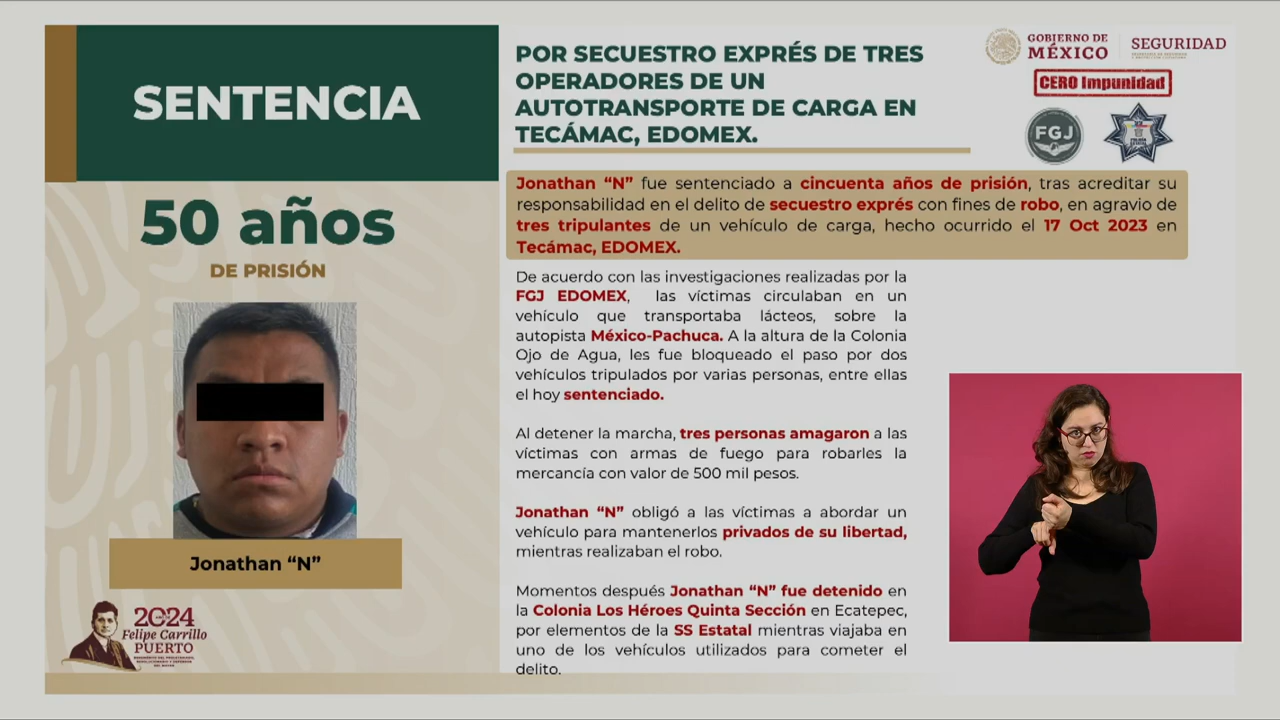 SENTENCIA
50 años
DE PRISIÓN
Jonathan “N”
2024
Felipe Carrillo
PUERTO
POR SECUESTRO EXPRÉS DE TRES
OPERADORES DE UN
AUTOTRANSPORTE DE CARGA EN
TECÁMAC, EDOMEX.
GOBIERNO DE
MÉXICO
SEGURIDAD
CERO Impunidad
FGJ
Jonathan “N” fue sentenciado a cincuenta años de prisión, tras acreditar su
responsabilidad en el delito de secuestro exprés con fines de robo, en agravio de
tres tripulantes de un vehículo de carga, hecho ocurrido el 17 Oct 2023 en
Tecámac, EDOMEX.
De acuerdo con las investigaciones realizadas por la
FGJ EDOMEX, las víctimas circulaban en un
vehículo que transportaba lácteos, sobre la
autopista México-Pachuca. A la altura de la Colonia
Ojo de Agua, les fue bloqueado el paso por dos
vehículos tripulados por varias personas, entre ellas
el hoy sentenciado.
Al detener la marcha, tres personas amagaron a las
víctimas con armas de fuego para robarles la
mercancía con valor de 500 mil pesos.
Jonathan “N” obligó a las víctimas a abordar un
vehículo para mantenerlos privados de su libertad,
mientras realizaban el robo.
Momentos después Jonathan “N” fue detenido en
la Colonia Los Héroes Quinta Sección en Ecatepec,
por elementos de la SS Estatal mientras viajaba en
uno de los vehículos utilizados para cometer el
delito.